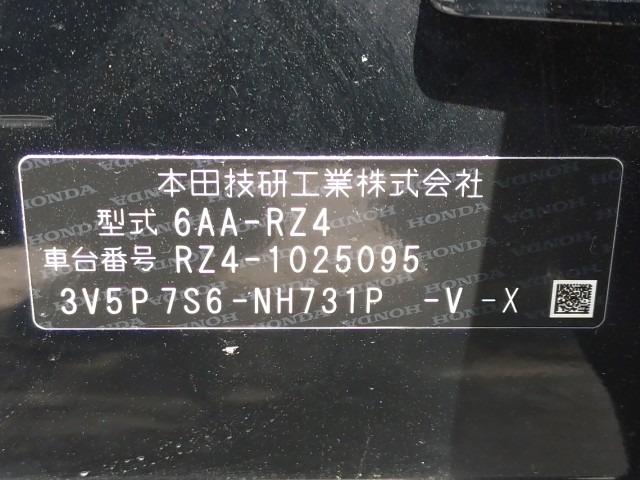 本田技研工業株式会社
型式 6AA-RZ4
車台番号 RZ4-1025095
3V5P7S6-NH731P -V -X